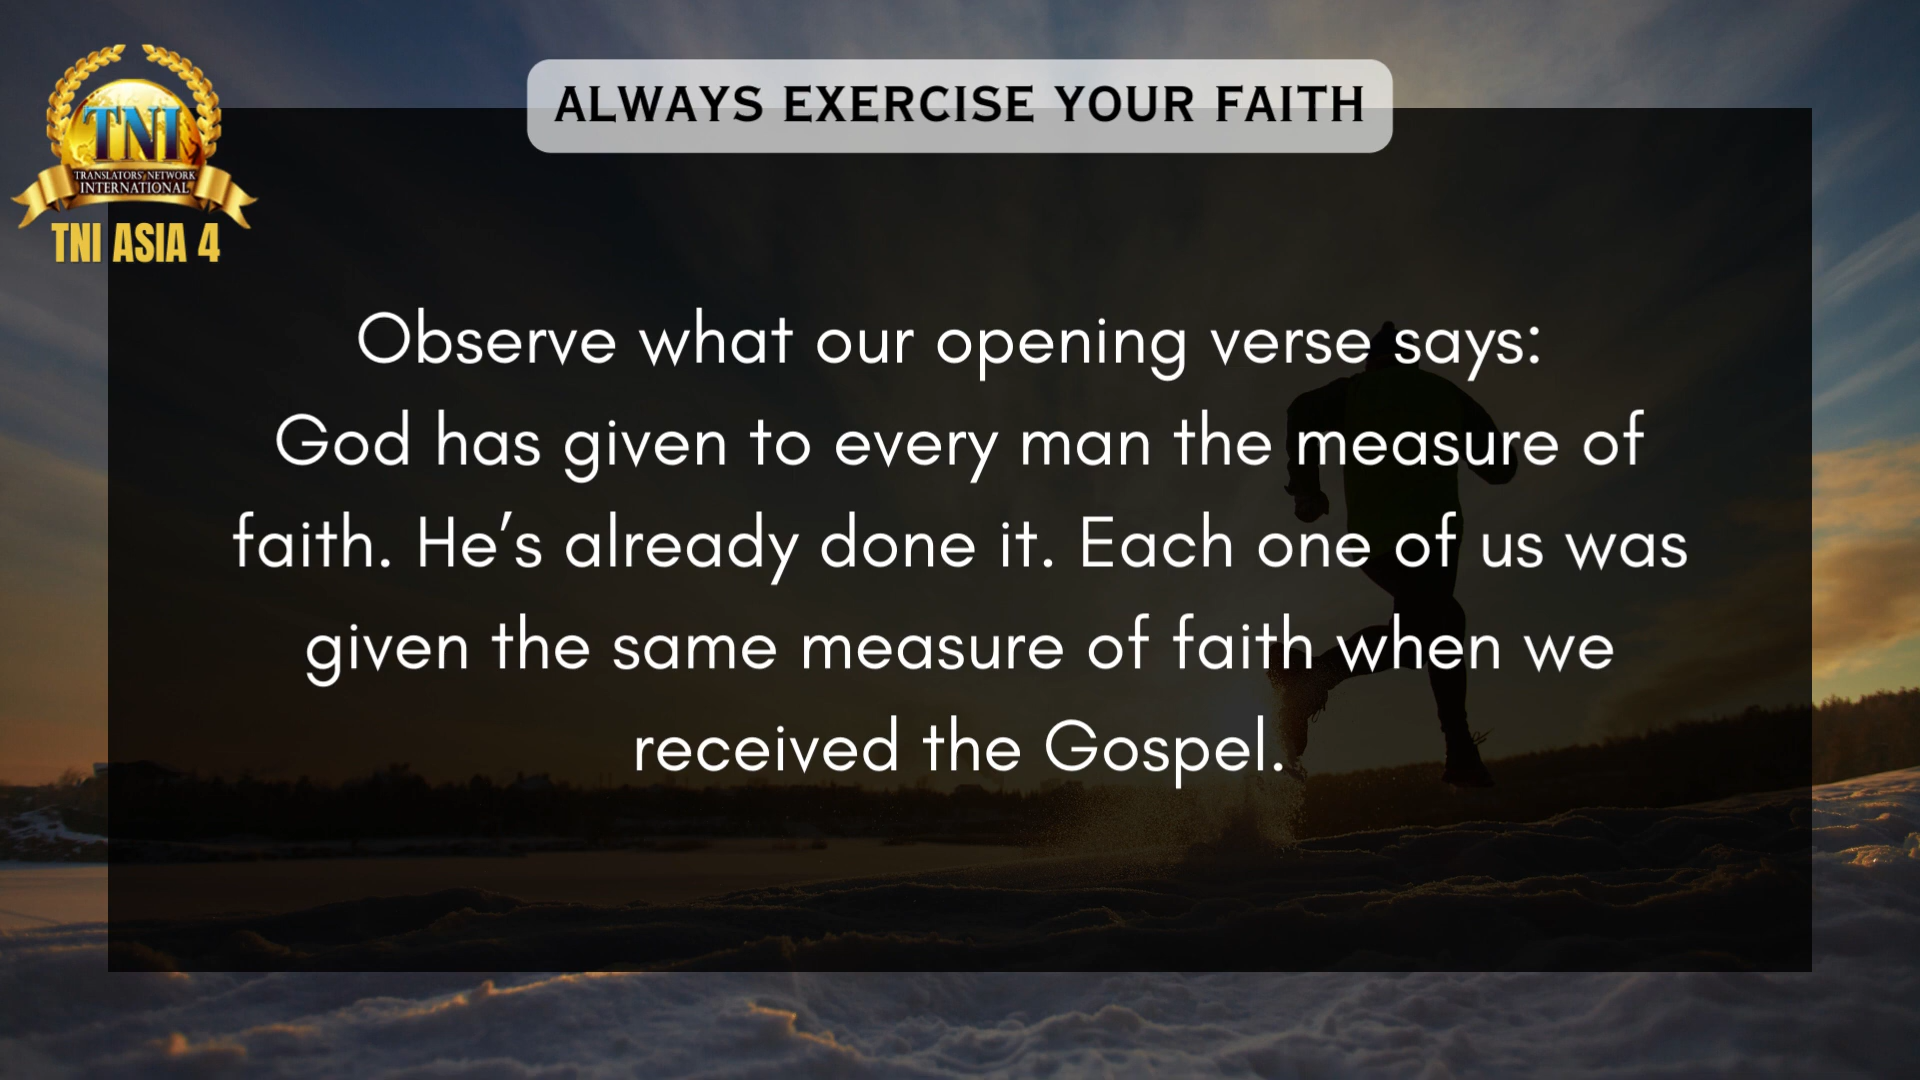 TNI
TRANSLATORS' NETWORK
INTERNATIONAL
TNI ASIA 4
ALWAYS EXERCISE YOUR FAITH
Observe what our opening verse says:
God has given to every man the measure of
faith. He’s already done it. Each one of us was
given the same measure of faith when we
received the Gospel.